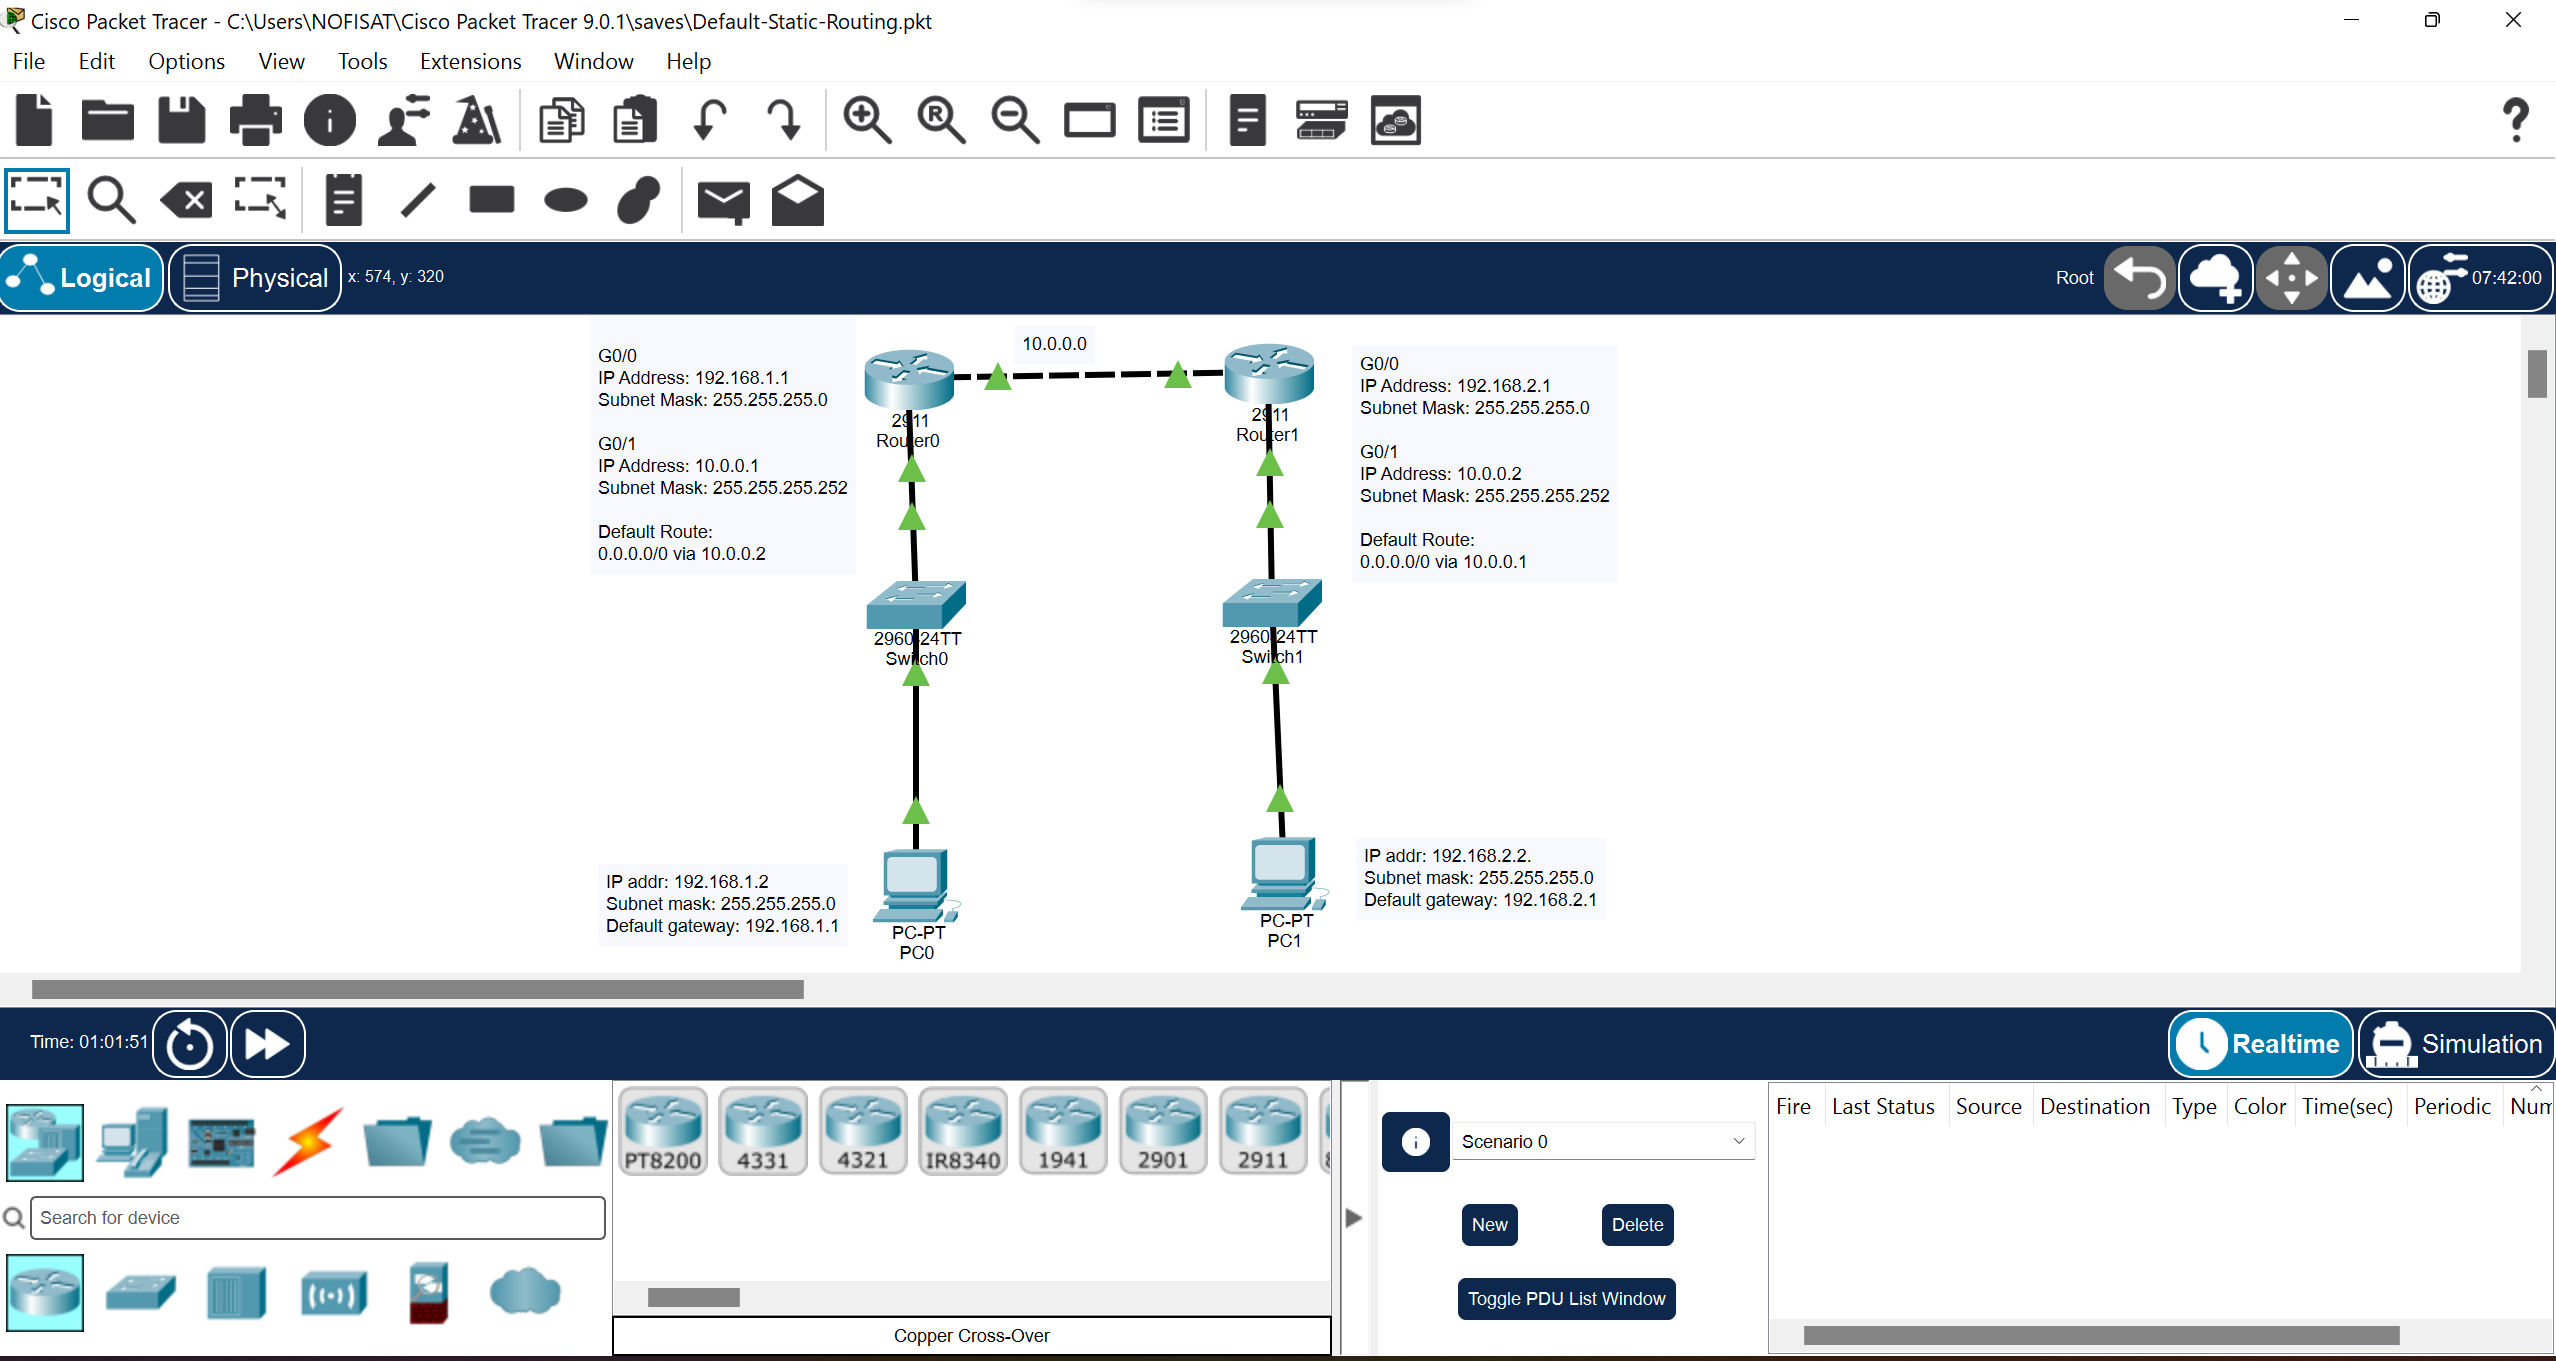 Cisco Packet Tracer - C:\Users\NOFISAT\Cisco Packet Tracer 9.0.1\saves\Default-Static-Routing.pkt
File Edit Options View Tools Extensions Window Help
Logical Physical x: 574, y: 320 Root 07:42:00
10.0.0.0
G0/0
IP Address: 192.168.1.1
Subnet Mask: 255.255.255.0
G0/1
IP Address: 10.0.0.1
Subnet Mask: 255.255.255.252
Default Route:
0.0.0.0/0 via 10.0.0.2
2911
Router0
2911
Router1
G0/0
IP Address: 192.168.2.1
Subnet Mask: 255.255.255.0
G0/1
IP Address: 10.0.0.2
Subnet Mask: 255.255.255.252
Default Route:
0.0.0.0/0 via 10.0.0.1
2960-24TT
Switch0
2960-24TT
Switch1
IP addr: 192.168.1.2
Subnet mask: 255.255.255.0
Default gateway: 192.168.1.1
PC-PT
PC0
PC-PT
PC1
IP addr: 192.168.2.2.
Subnet mask: 255.255.255.0
Default gateway: 192.168.2.1
Time: 01:01:51 Realtime Simulation
PT8200 4331 4321 IR8340 1941 2901 2911
Search for device
Copper Cross-Over
Scenario 0
New Delete
Toggle PDU List Window
Fire Last Status Source Destination Type Color Time(sec) Periodic Num